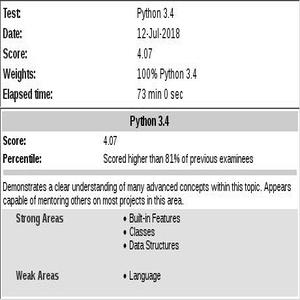 Test: Python 3.4
Date: 12-Jul-2018
Score: 4.07
Weights: 100% Python 3.4
Elapsed time: 73 min 0 sec
Python 3.4
Score: 4.07
Percentile: Scored higher than 81% of previous examinees
Demonstrates a clear understanding of many advanced concepts within this topic. Appears
capable of mentoring others on most projects in this area.
Strong Areas • Built-in Features
• Classes
• Data Structures
Weak Areas • Language